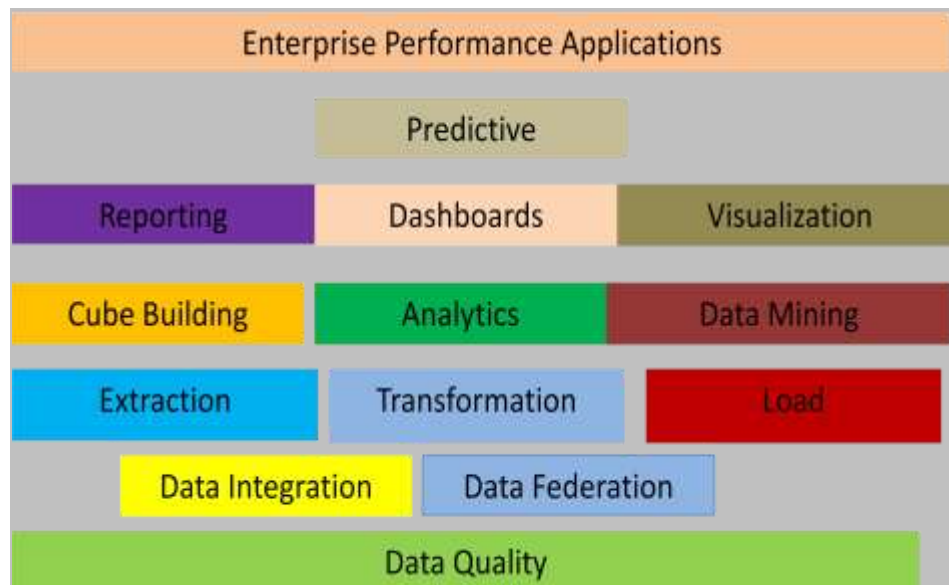 Enterprise Performance Applications
Predictive
Reporting
Dashboards
Visualization
Cube Building
Analytics
Data Mining
Extraction
Transformation
Load
Data Integration
Data Federation
Data Quality